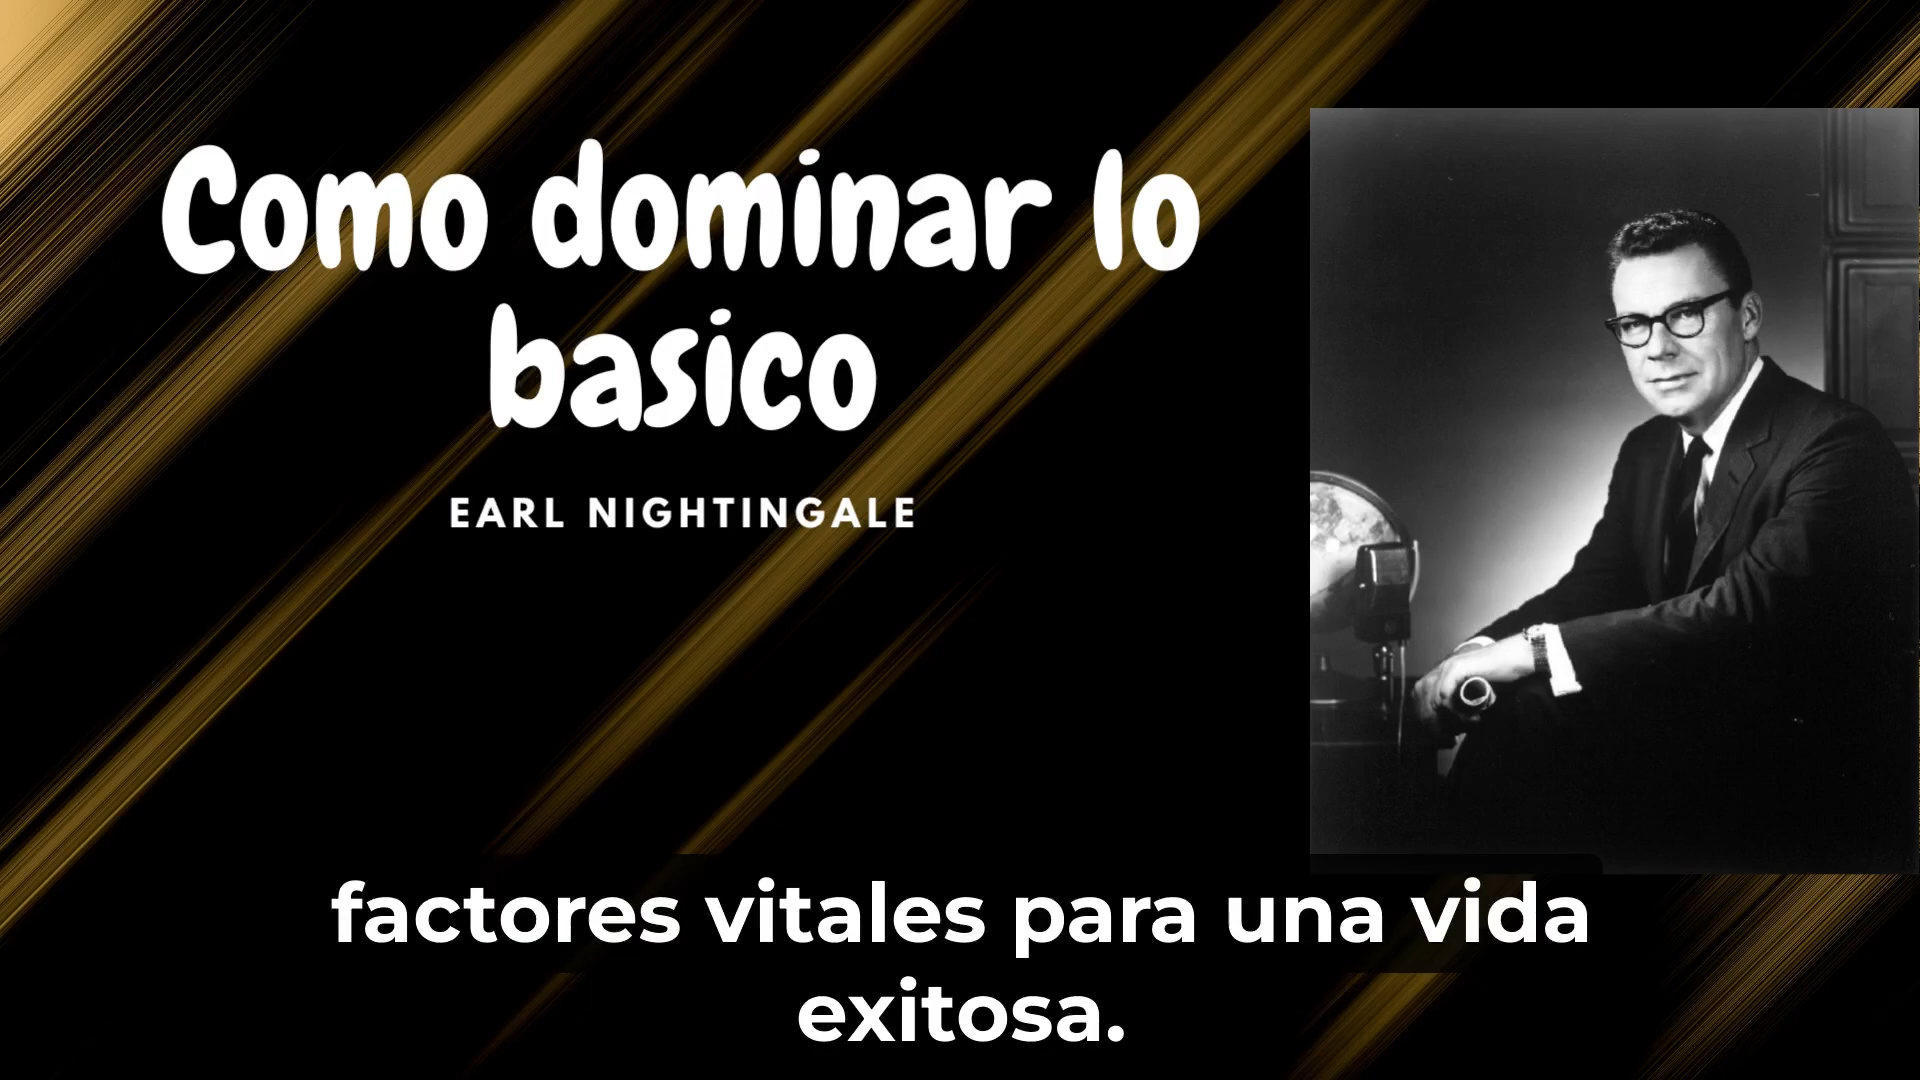 Como dominar lo
basico
EARL NIGHTINGALE
factores vitales para una vida
exitosa.